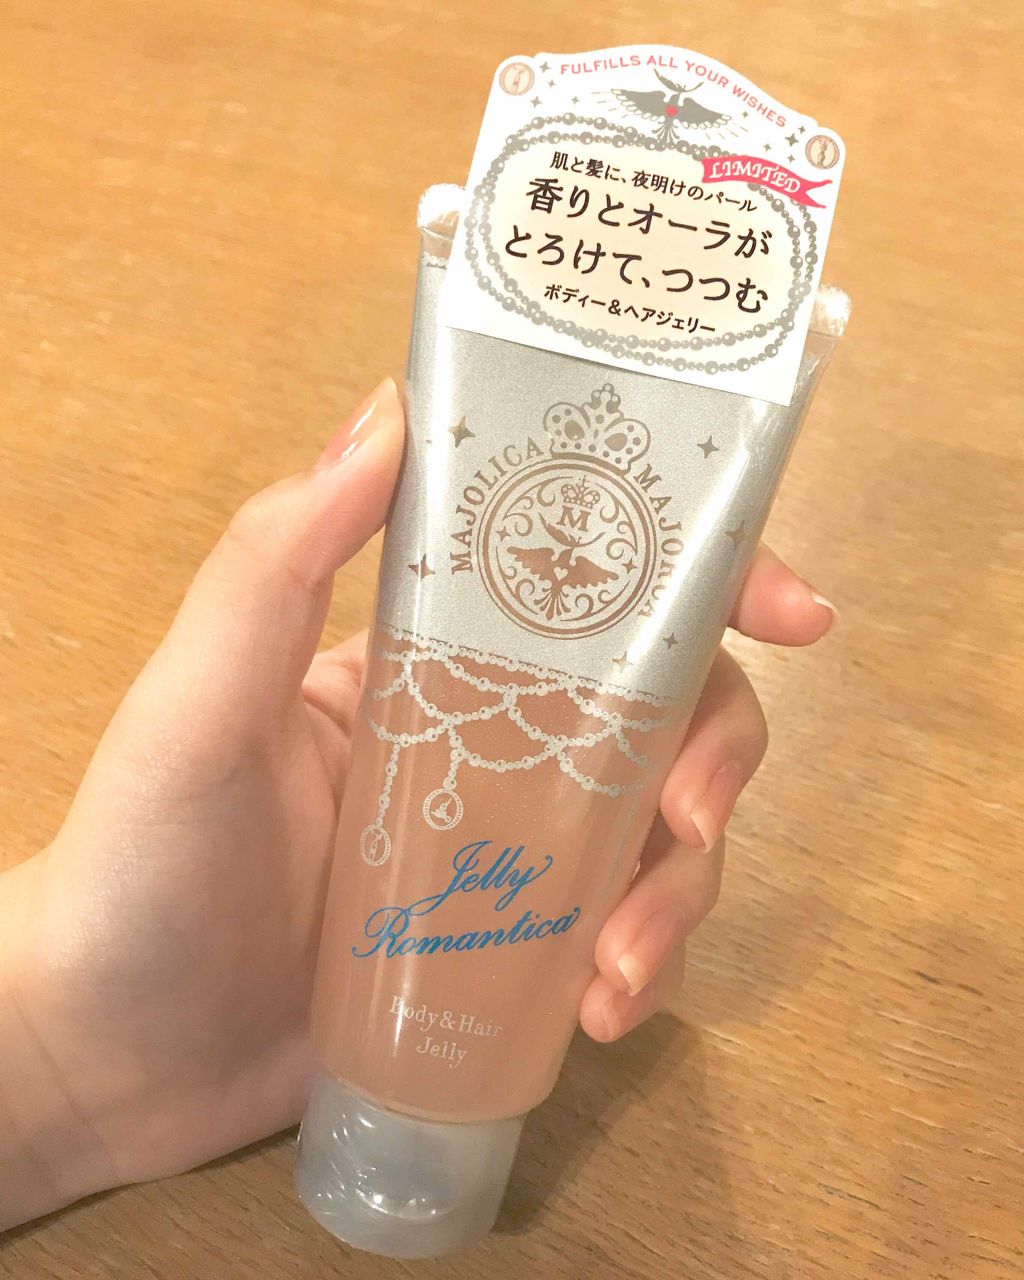 FULFILLS ALL YOUR WISHES
LIMITED
肌と髪に、夜明けのパール
香りとオーラが
とろけて、つつむ
ボディー&ヘアジェリー
MAJOLICA MAJORCA
M
Jelly
Romantica
Body&Hair
Jelly